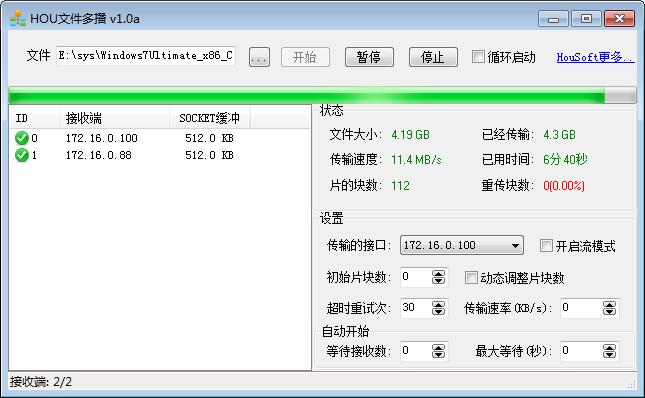 HOU文件多播 v1.0a
文件 E:\sys\Windows7Ultimate_x86_C ... 开始 暂停 停止 循环启动 HouSoft更多..
ID 接收端 SOCKET缓冲
0 172.16.0.100 512.0 KB
1 172.16.0.88 512.0 KB
状态
文件大小: 4.19 GB 已经传输: 4.3 GB
传输速度: 11.4 MB/s 已用时间: 6分 40秒
片的块数: 112 重传块数: 0(0.00%)
设置
传输的接口: 172.16.0.100 开启流模式
初始片块数: 0 动态调整片块数
超时重试次: 30 传输速率(KB/s): 0
自动开始
等待接收数: 0 最大等待(秒): 0
接收端: 2/2